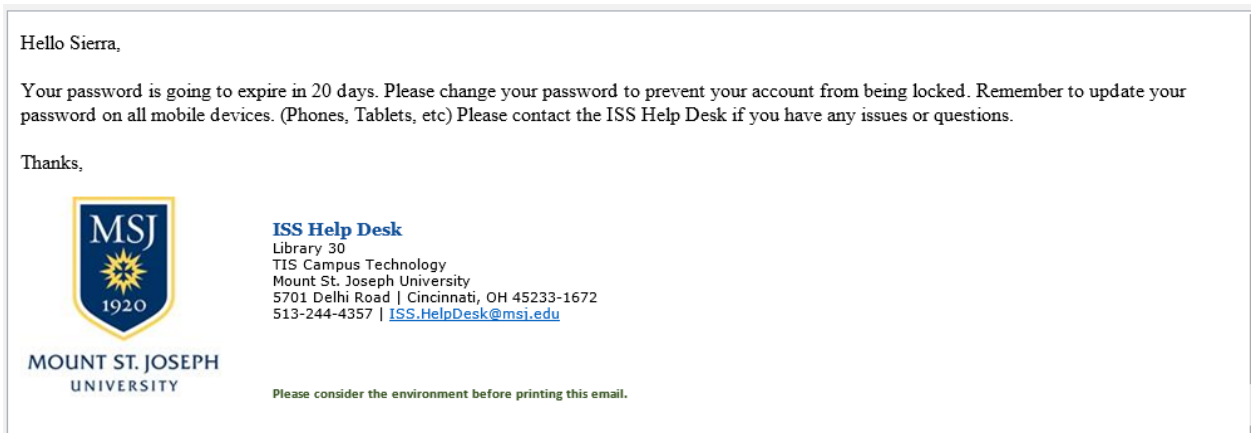 Hello Sierra,
Your password is going to expire in 20 days. Please change your password to prevent your account from being locked. Remember to update your
password on all mobile devices. (Phones, Tablets, etc) Please contact the ISS Help Desk if you have any issues or questions.
Thanks,
MSJ
1920
MOUNT ST. JOSEPH
UNIVERSITY
ISS Help Desk
Library 30
TIS Campus Technology
Mount St. Joseph University
5701 Delhi Road | Cincinnati, OH 45233-1672
513-244-4357 | ISS.HelpDesk@msj.edu
Please consider the environment before printing this email.